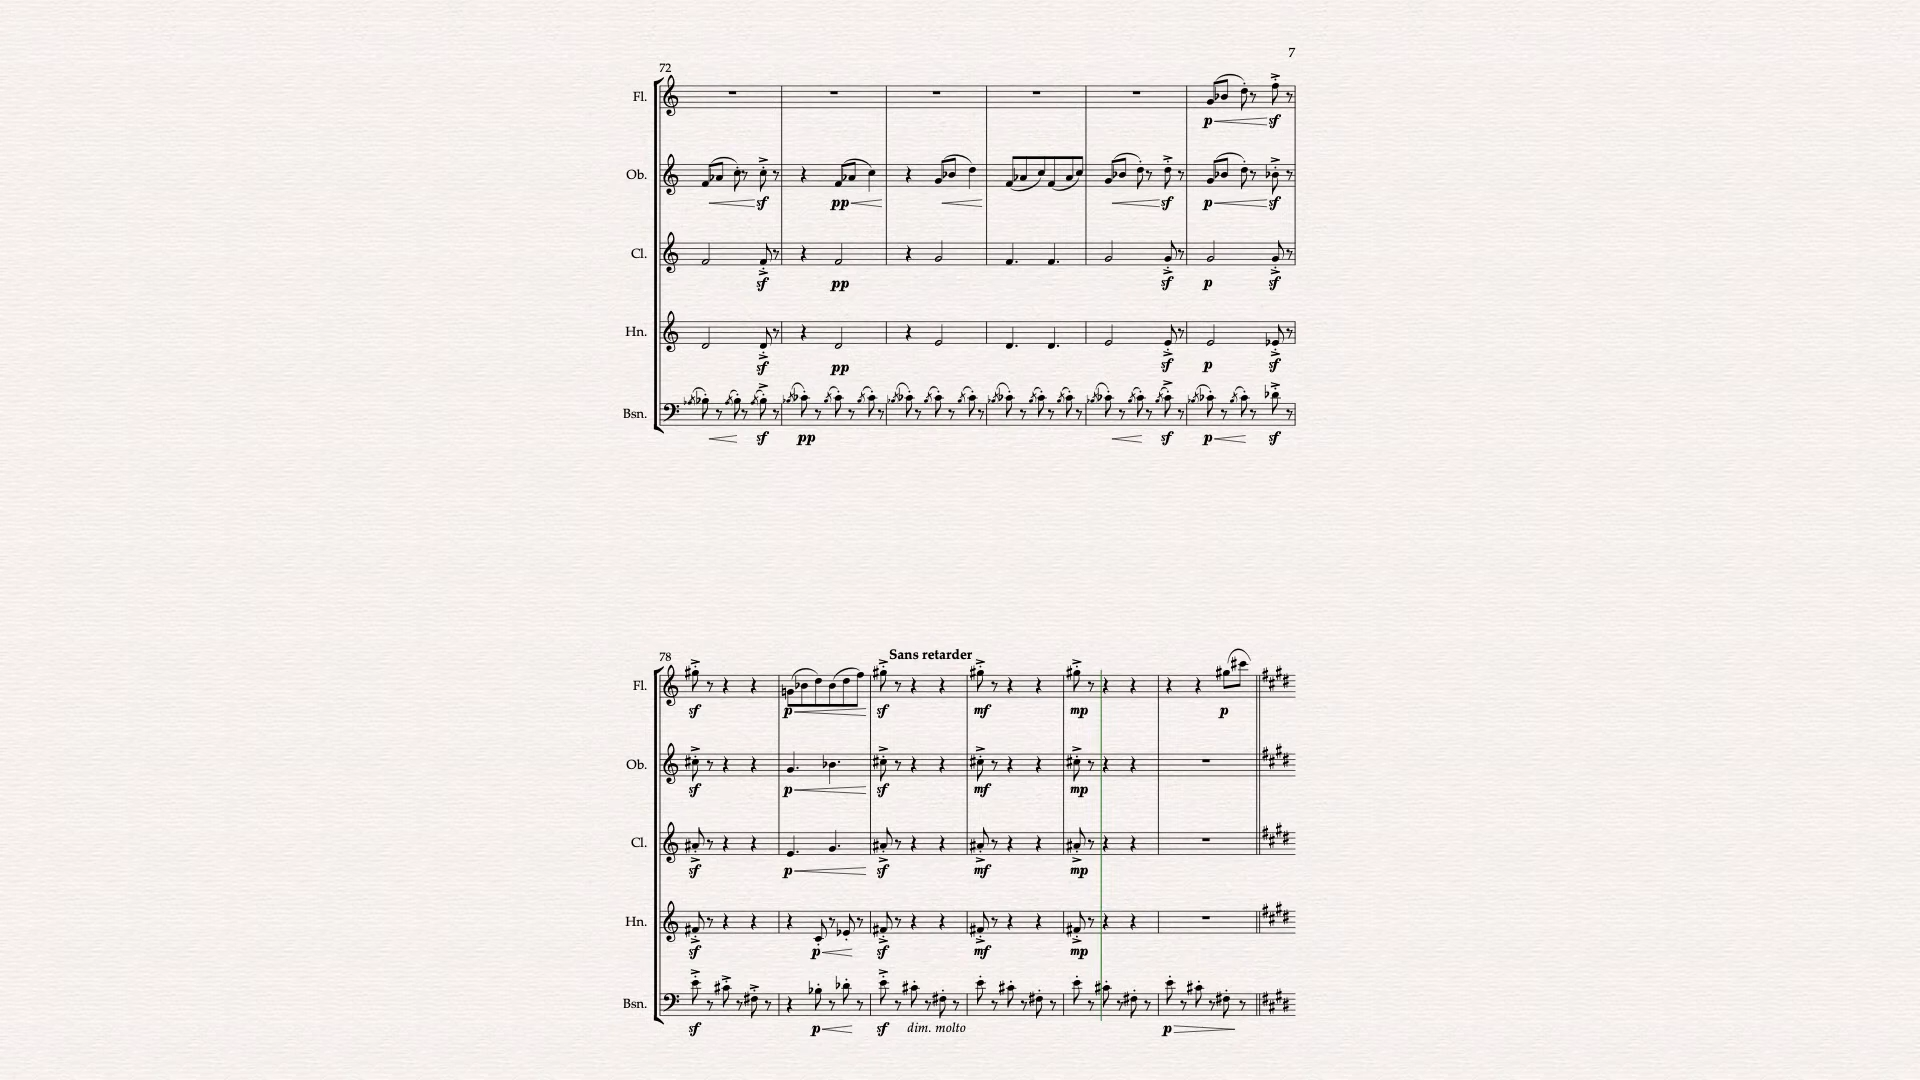 7
72
Fl.
p sf
Ob.
sf pp sf p sf
Cl.
sf pp sf p sf
Hn.
sf pp sf p sf
Bsn.
sf pp sf p sf
Sans retarder
78
Fl.
sf p sf mf mp p
Ob.
sf p sf mf mp
Cl.
sf p sf mf mp
Hn.
sf p sf mf mp
Bsn.
sf p sf dim. molto p